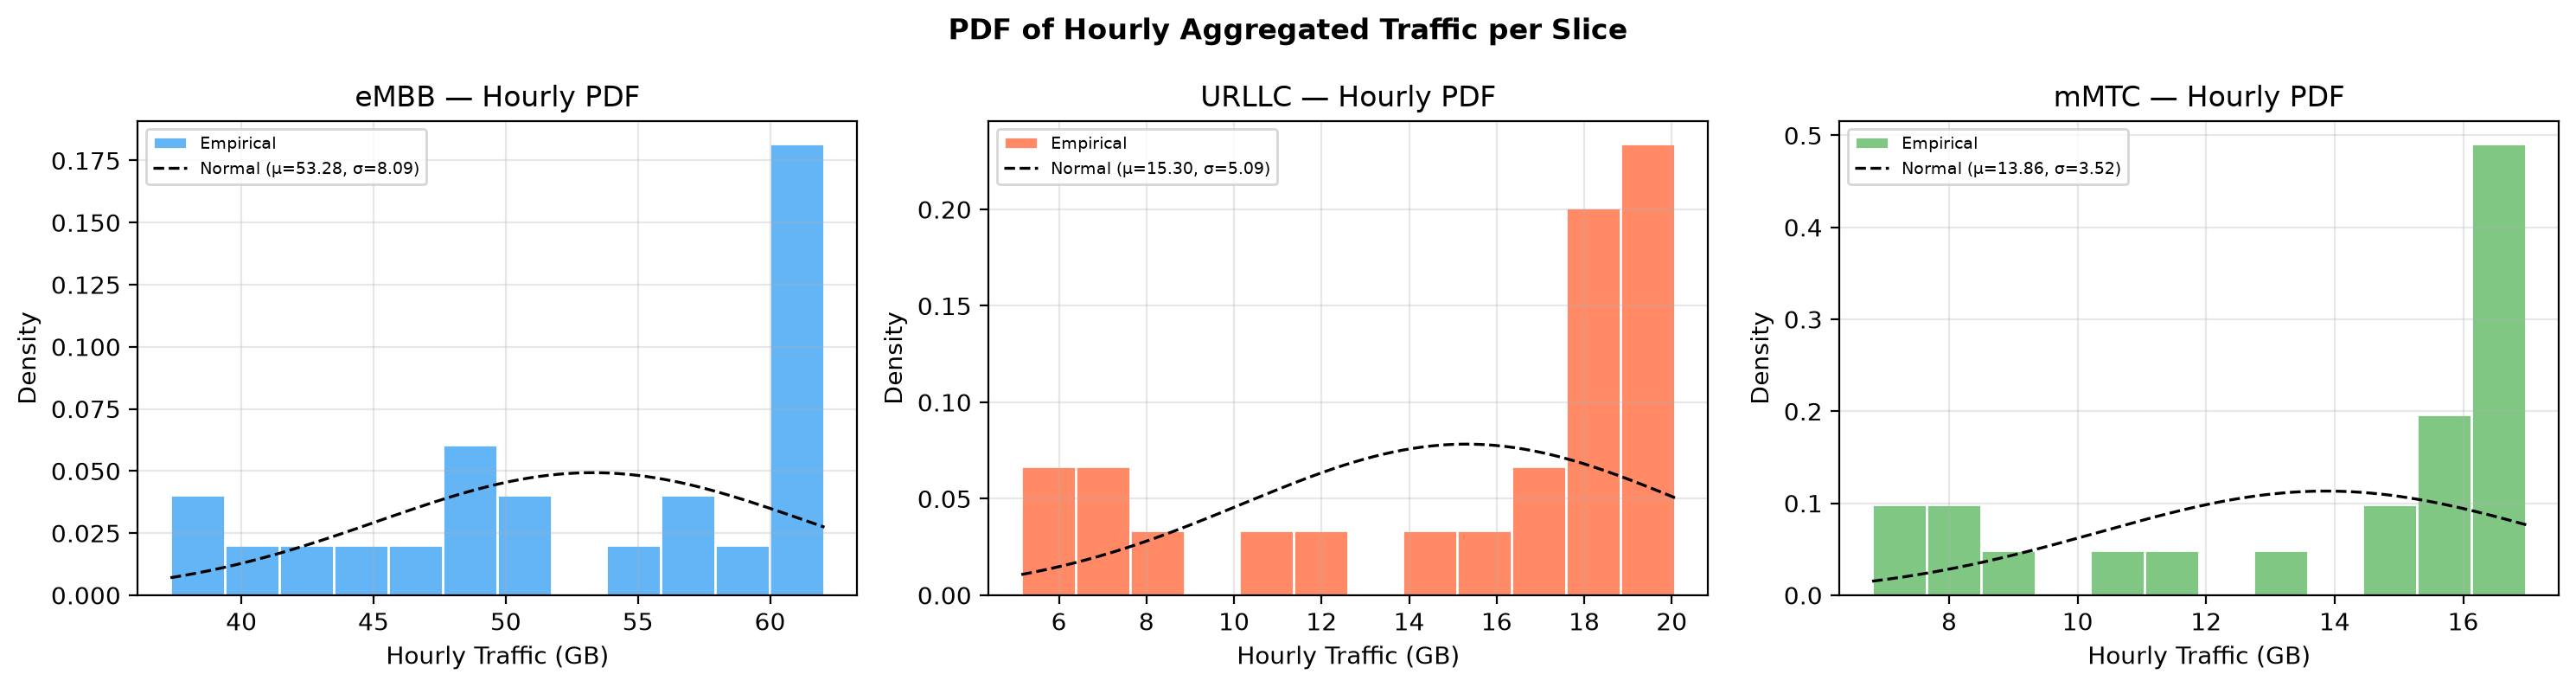 PDF of Hourly Aggregated Traffic per Slice
eMBB — Hourly PDF
Empirical
Normal (μ=53.28, σ=8.09)
0.175
0.150
0.125
0.100
0.075
0.050
0.025
0.000
Density
40 45 50 55 60
Hourly Traffic (GB)
URLLC — Hourly PDF
Empirical
Normal (μ=15.30, σ=5.09)
0.20
0.15
0.10
0.05
0.00
Density
6 8 10 12 14 16 18 20
Hourly Traffic (GB)
mMTC — Hourly PDF
Empirical
Normal (μ=13.86, σ=3.52)
0.5
0.4
0.3
0.2
0.1
0.0
Density
8 10 12 14 16
Hourly Traffic (GB)